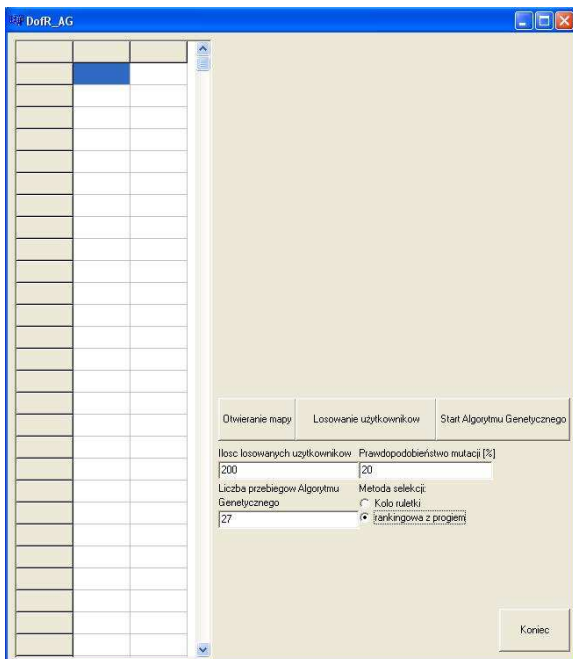 DofR_AG
Otwieranie mapy
Losowanie użytkownikow
Start Algorytmu Genetycznego
Ilosc losowanych uzytkownikow
200
Prawdopodobieństwo mutacji [%]
20
Liczba przebiegow Algorytmu
Genetycznego
27
Metoda selekcji:
Kolo ruletki
rankingowa z progiem
Koniec